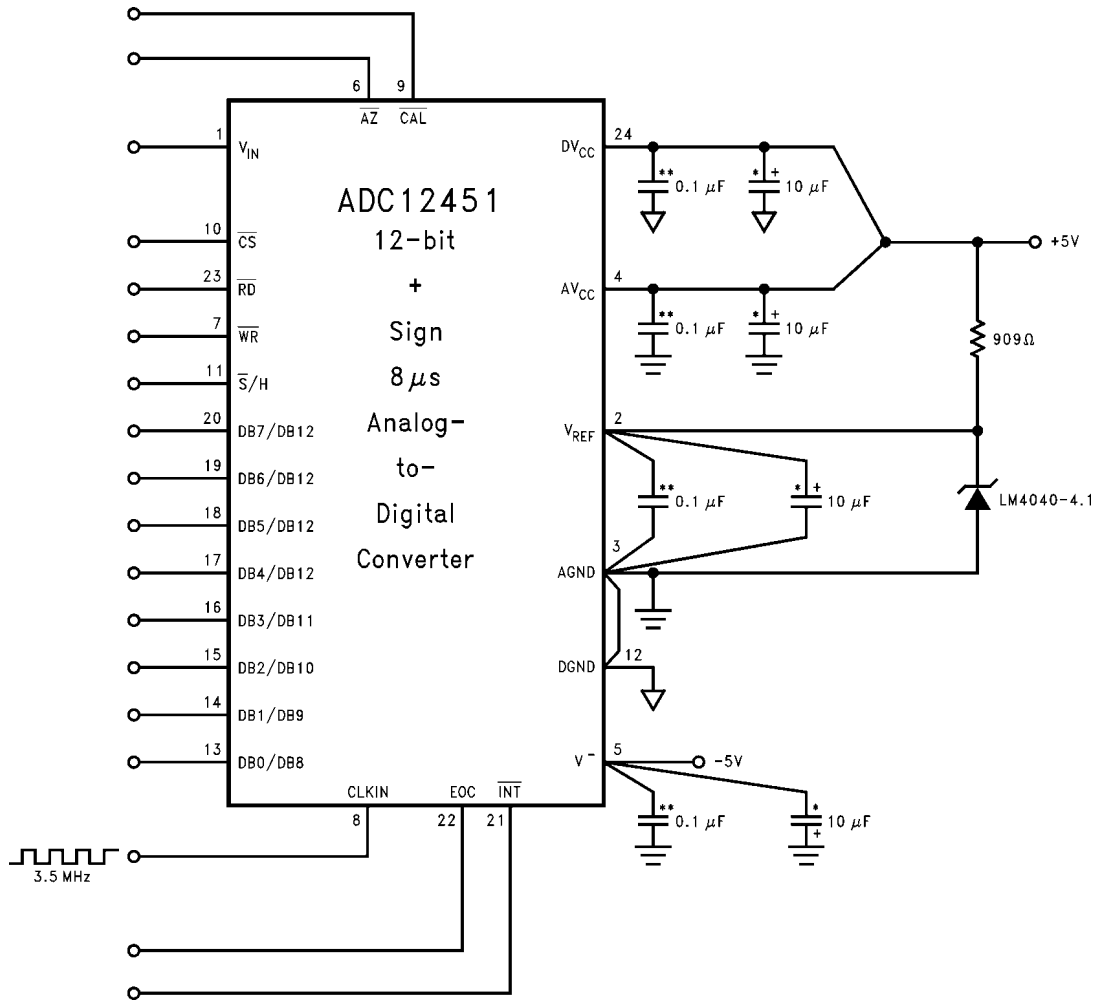 6 9
AZ CAL
1 VIN
10 CS
23 RD
7 WR
11 S/H
20 DB7/DB12
19 DB6/DB12
18 DB5/DB12
17 DB4/DB12
16 DB3/DB11
15 DB2/DB10
14 DB1/DB9
13 DB0/DB8
ADC12451
12-bit
+
Sign
8 μs
Analog-
to-
Digital
Converter
CLKIN EOC INT
8 22 21
3.5 MHz
DVCC 24
** 0.1 μF * + 10 μF
+5V
AVCC 4
** 0.1 μF * + 10 μF
909Ω
VREF 2
** 0.1 μF * + 10 μF
LM4040-4.1
AGND 3
DGND 12
V- 5
-5V
** 0.1 μF * 10 μF +